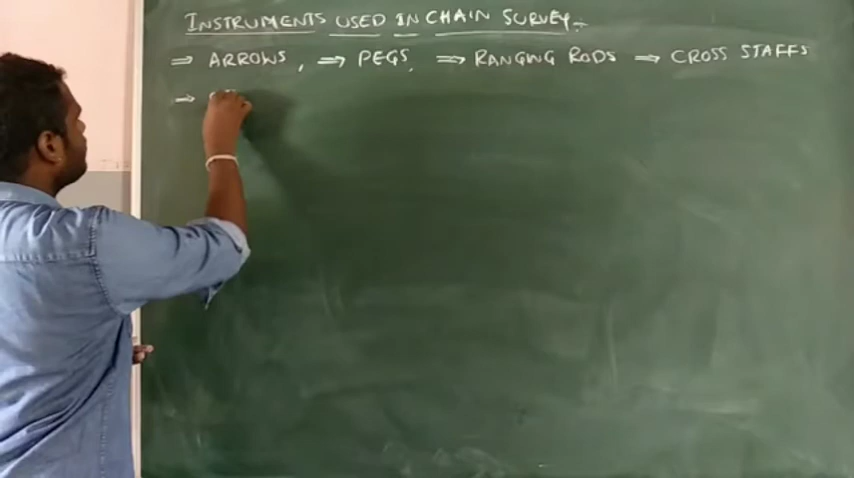 INSTRUMENTS USED IN CHAIN SURVEY:-
⇒ ARROWS, ⇒ PEGS, ⇒ RANGING RODS ⇒ CROSS STAFFS
⇒